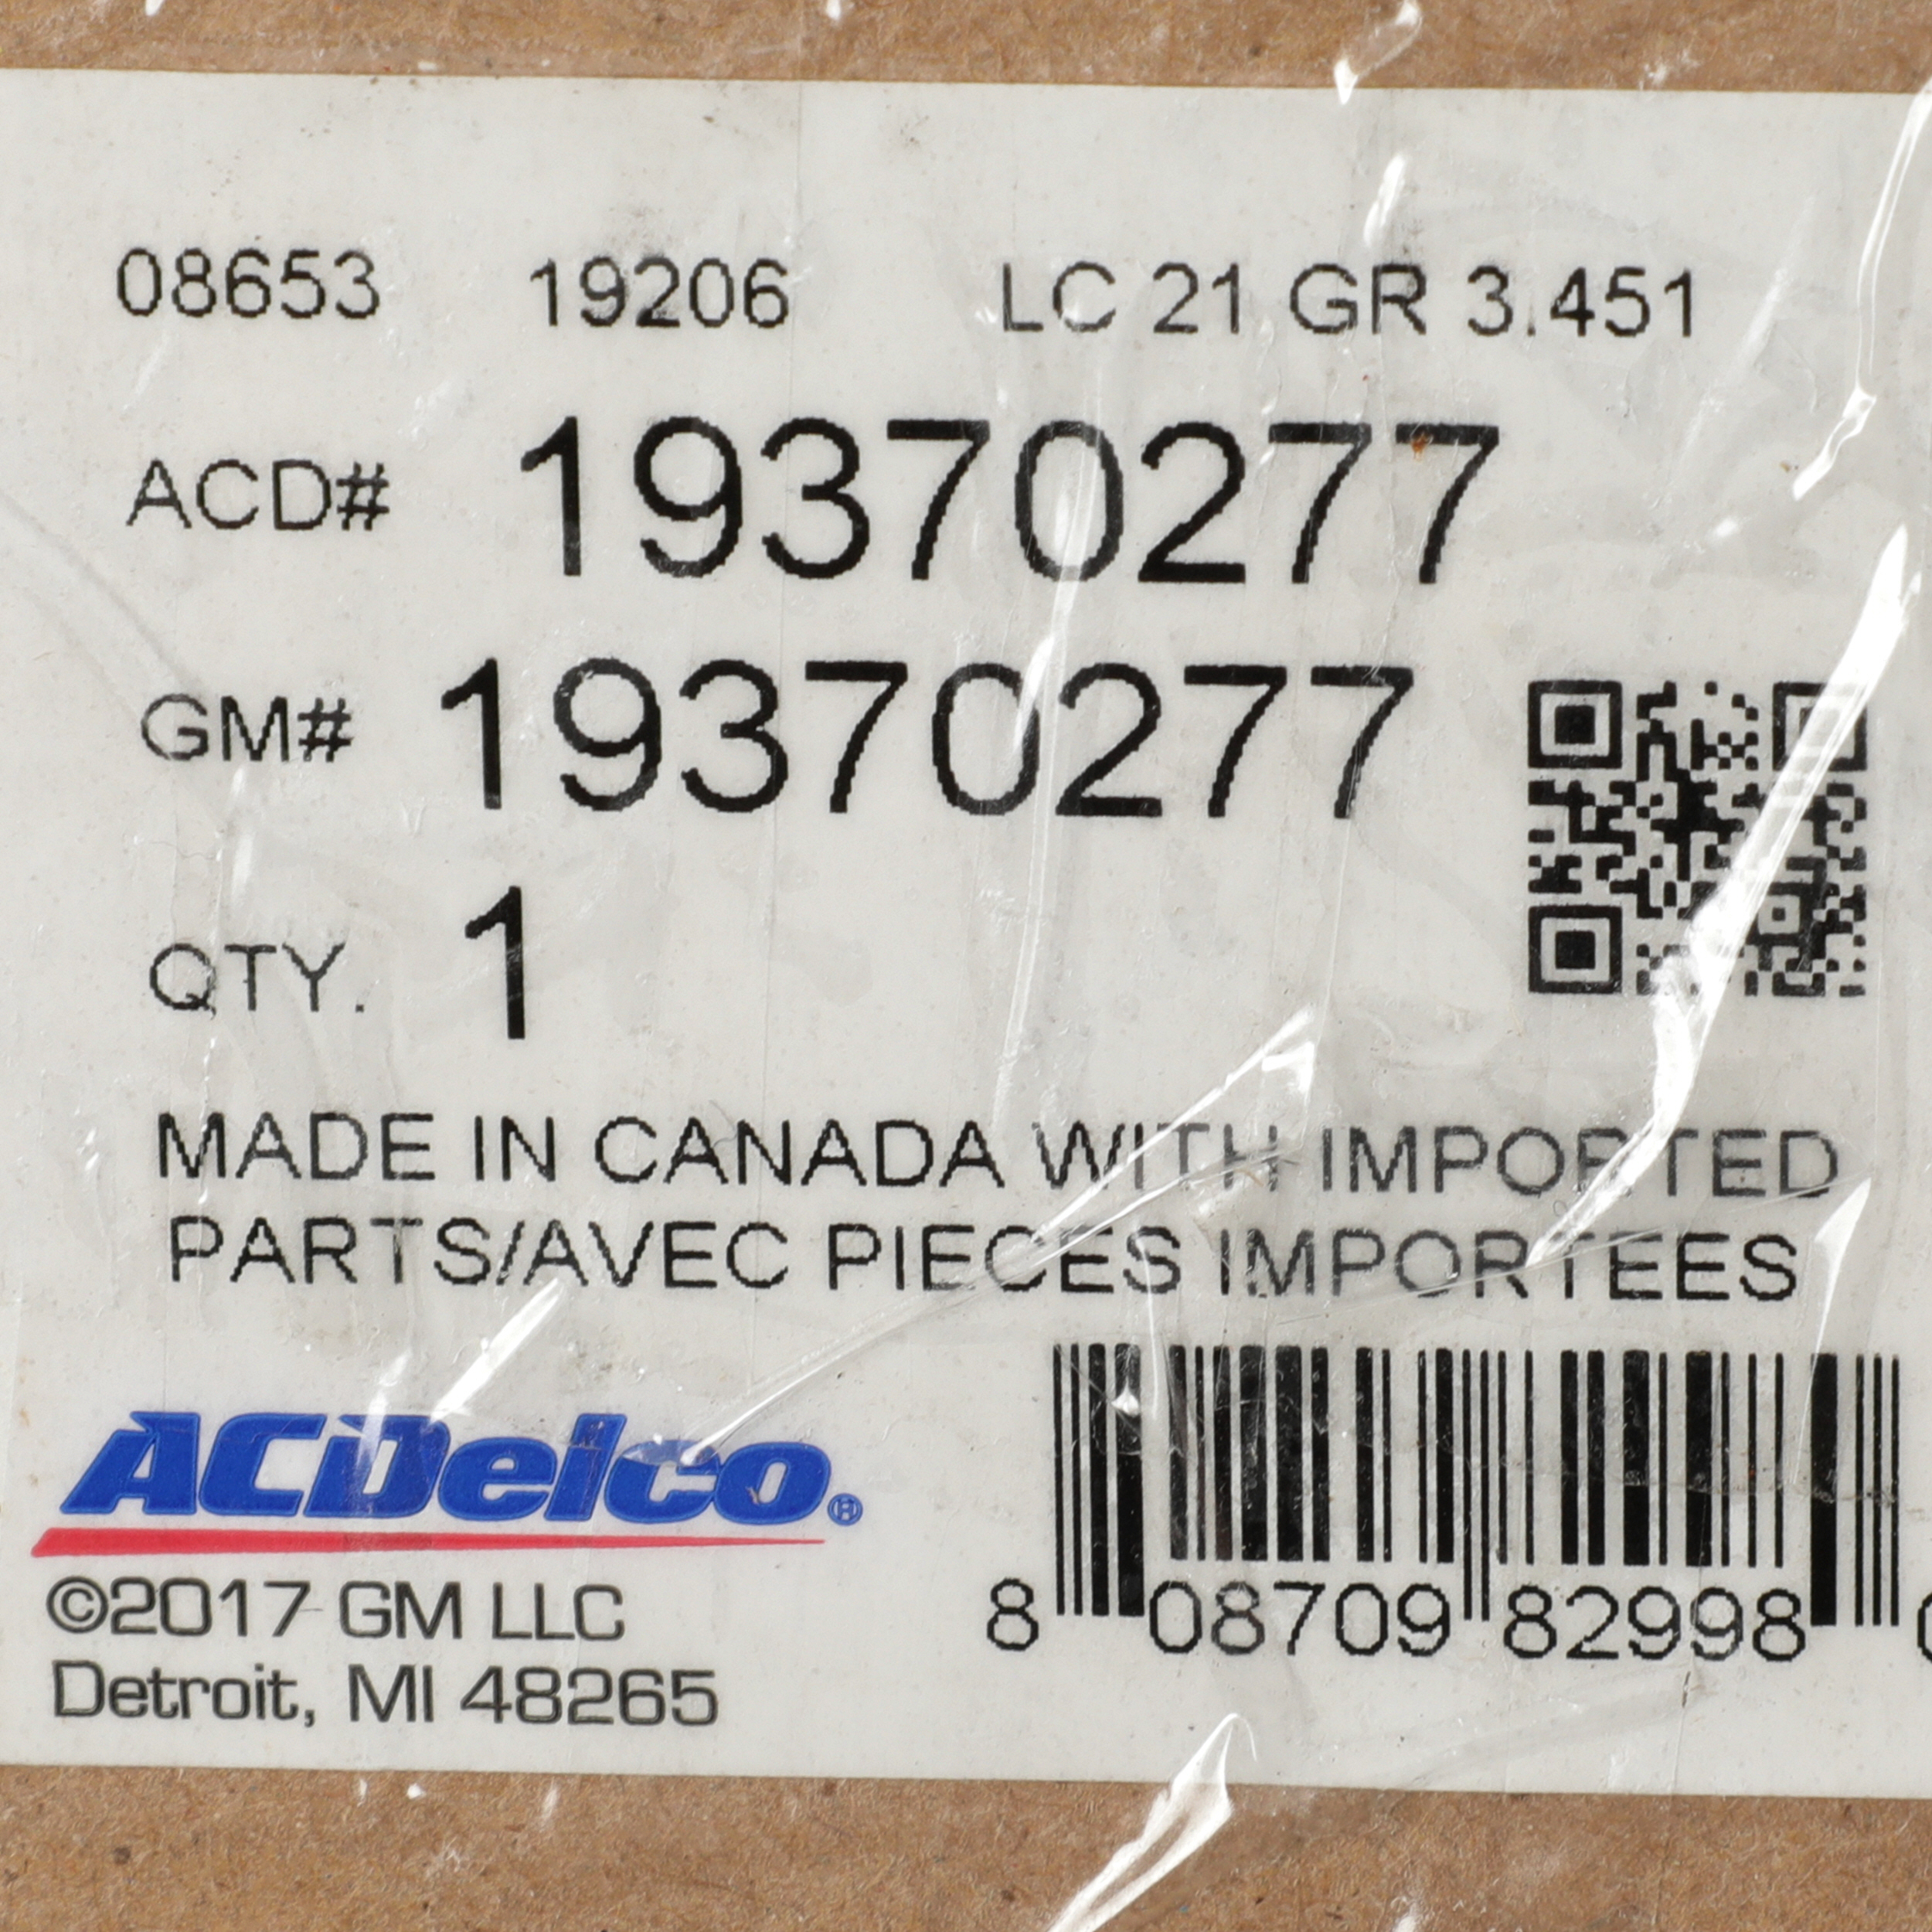 08653 19206 LC 21 GR 3.451
ACD# 19370277
GM# 19370277
QTY. 1
MADE IN CANADA WITH IMPORTED
PARTS/AVEC PIECES IMPORTEES
ACDelco®
©2017 GM LLC
Detroit, MI 48265
8 08709 82998